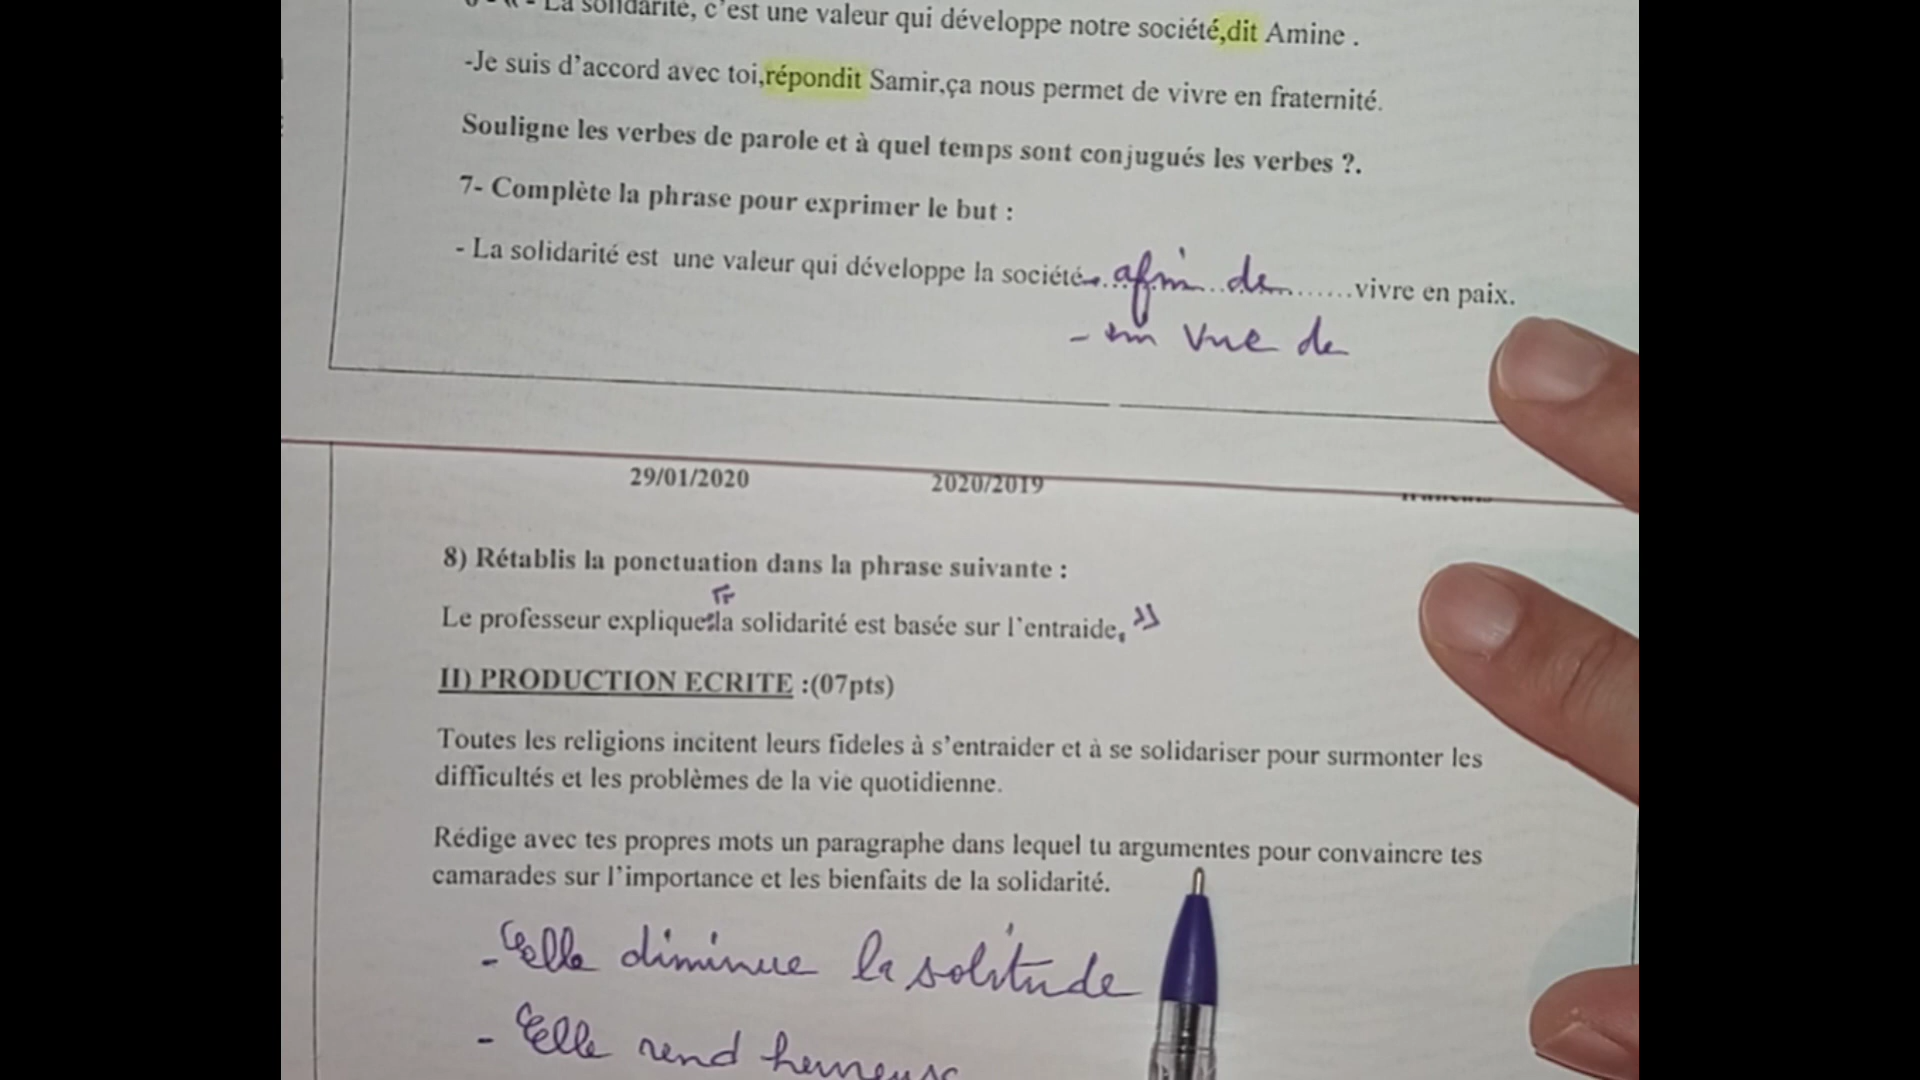 - La solidarité, c'est une valeur qui développe notre société,dit Amine .
-Je suis d'accord avec toi,répondit Samir,ça nous permet de vivre en fraternité.
Souligne les verbes de parole et à quel temps sont conjugués les verbes ?.
7- Complète la phrase pour exprimer le but :
- La solidarité est une valeur qui développe la société...afin de......vivre en paix.
- en vue de
29/01/2020 2020/2019
8) Rétablis la ponctuation dans la phrase suivante :
Le professeur explique:« la solidarité est basée sur l'entraide. »
II) PRODUCTION ECRITE :(07pts)
Toutes les religions incitent leurs fideles à s'entraider et à se solidariser pour surmonter les
difficultés et les problèmes de la vie quotidienne.
Rédige avec tes propres mots un paragraphe dans lequel tu argumentes pour convaincre tes
camarades sur l'importance et les bienfaits de la solidarité.
- Elle diminue la solitude
- Elle rend heureuse